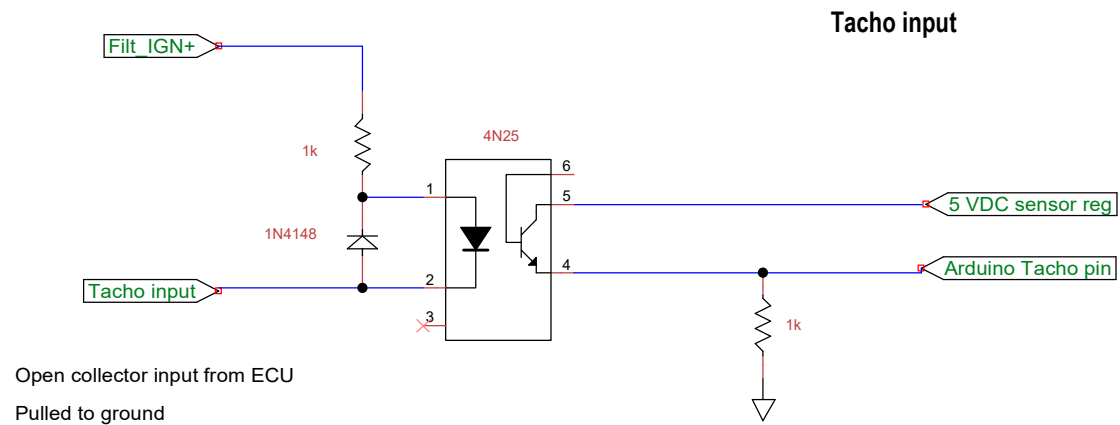 Tacho input
Filt_IGN+
4N25
1k
6
1
5
5 VDC sensor reg
1N4148
4
Arduino Tacho pin
Tacho input
2
3
1k
Open collector input from ECU
Pulled to ground